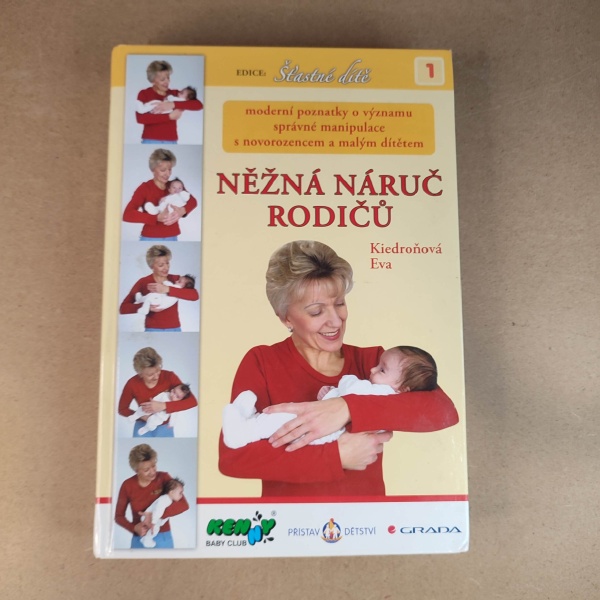 EDICE: Šťastné dítě
1
moderní poznatky o významu
správné manipulace
s novorozencem a malým dítětem
NĚŽNÁ NÁRUČ
RODIČŮ
Kiedroňová
Eva
KENNY ®
BABY CLUB
PŘÍSTAV DĚTSTVÍ
GRADA